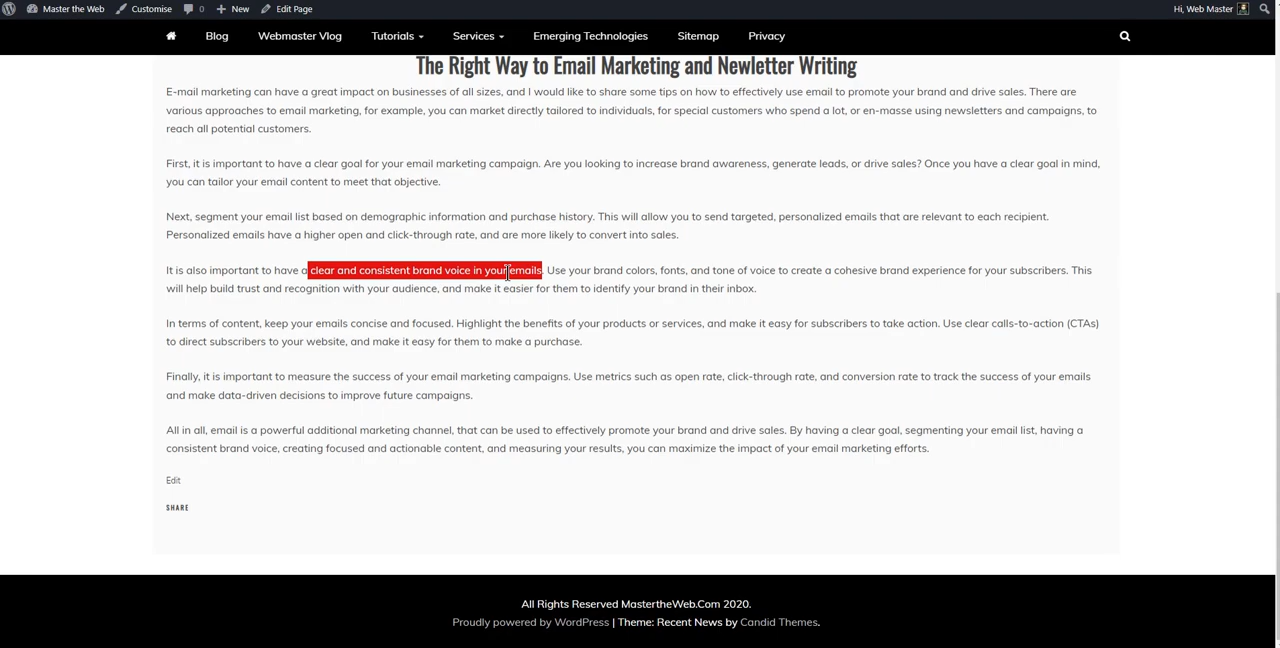 Master the Web Customise 0 New Edit Page Hi, Web Master
Blog Webmaster Vlog Tutorials Services Emerging Technologies Sitemap Privacy
The Right Way to Email Marketing and Newletter Writing
E-mail marketing can have a great impact on businesses of all sizes, and I would like to share some tips on how to effectively use email to promote your brand and drive sales. There are
various approaches to email marketing, for example, you can market directly tailored to individuals, for special customers who spend a lot, or en-masse using newsletters and campaigns, to
reach all potential customers.
First, it is important to have a clear goal for your email marketing campaign. Are you looking to increase brand awareness, generate leads, or drive sales? Once you have a clear goal in mind,
you can tailor your email content to meet that objective.
Next, segment your email list based on demographic information and purchase history. This will allow you to send targeted, personalized emails that are relevant to each recipient.
Personalized emails have a higher open and click-through rate, and are more likely to convert into sales.
It is also important to have a clear and consistent brand voice in your emails. Use your brand colors, fonts, and tone of voice to create a cohesive brand experience for your subscribers. This
will help build trust and recognition with your audience, and make it easier for them to identify your brand in their inbox.
In terms of content, keep your emails concise and focused. Highlight the benefits of your products or services, and make it easy for subscribers to take action. Use clear calls-to-action (CTAs)
to direct subscribers to your website, and make it easy for them to make a purchase.
Finally, it is important to measure the success of your email marketing campaigns. Use metrics such as open rate, click-through rate, and conversion rate to track the success of your emails
and make data-driven decisions to improve future campaigns.
All in all, email is a powerful additional marketing channel, that can be used to effectively promote your brand and drive sales. By having a clear goal, segmenting your email list, having a
consistent brand voice, creating focused and actionable content, and measuring your results, you can maximize the impact of your email marketing efforts.
Edit
SHARE
All Rights Reserved MastertheWeb.Com 2020.
Proudly powered by WordPress | Theme: Recent News by Candid Themes.